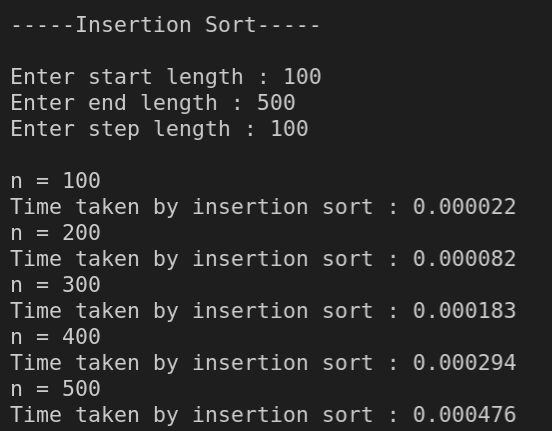 -----Insertion Sort-----
Enter start length : 100
Enter end length : 500
Enter step length : 100
n = 100
Time taken by insertion sort : 0.000022
n = 200
Time taken by insertion sort : 0.000082
n = 300
Time taken by insertion sort : 0.000183
n = 400
Time taken by insertion sort : 0.000294
n = 500
Time taken by insertion sort : 0.000476